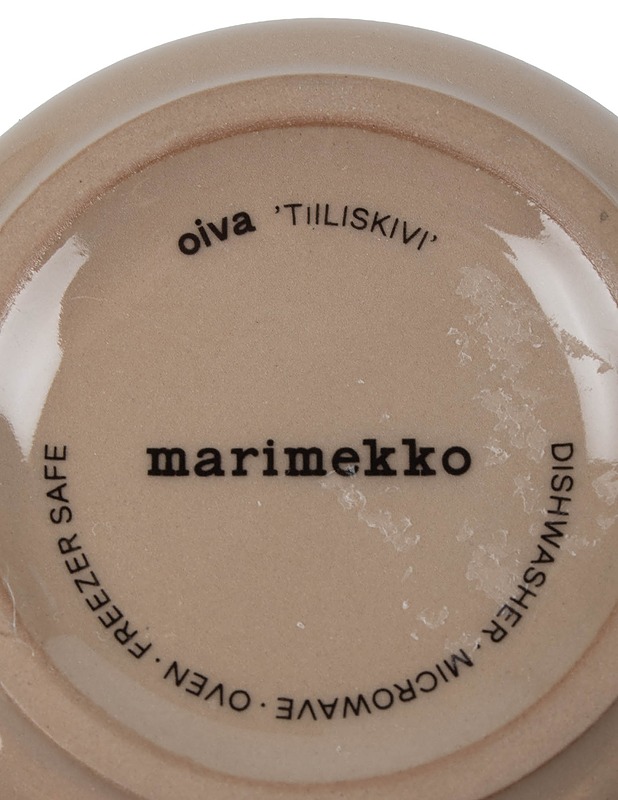 oiva ’TIILISKIVI’
marimekko
DISHWASHER · MICROWAVE · OVEN · FREEZER SAFE